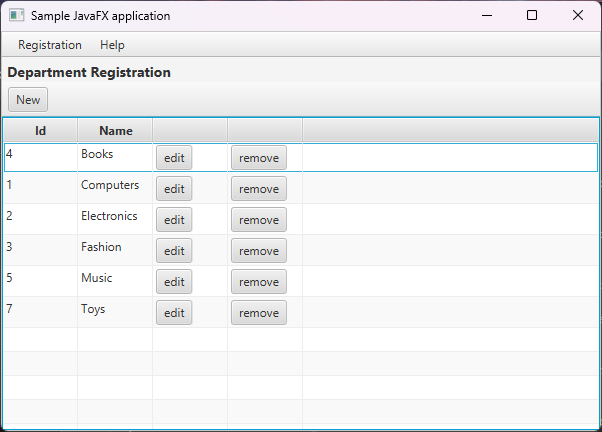 Sample JavaFX application
Registration Help
Department Registration
New
Id Name
4 Books edit remove
1 Computers edit remove
2 Electronics edit remove
3 Fashion edit remove
5 Music edit remove
7 Toys edit remove